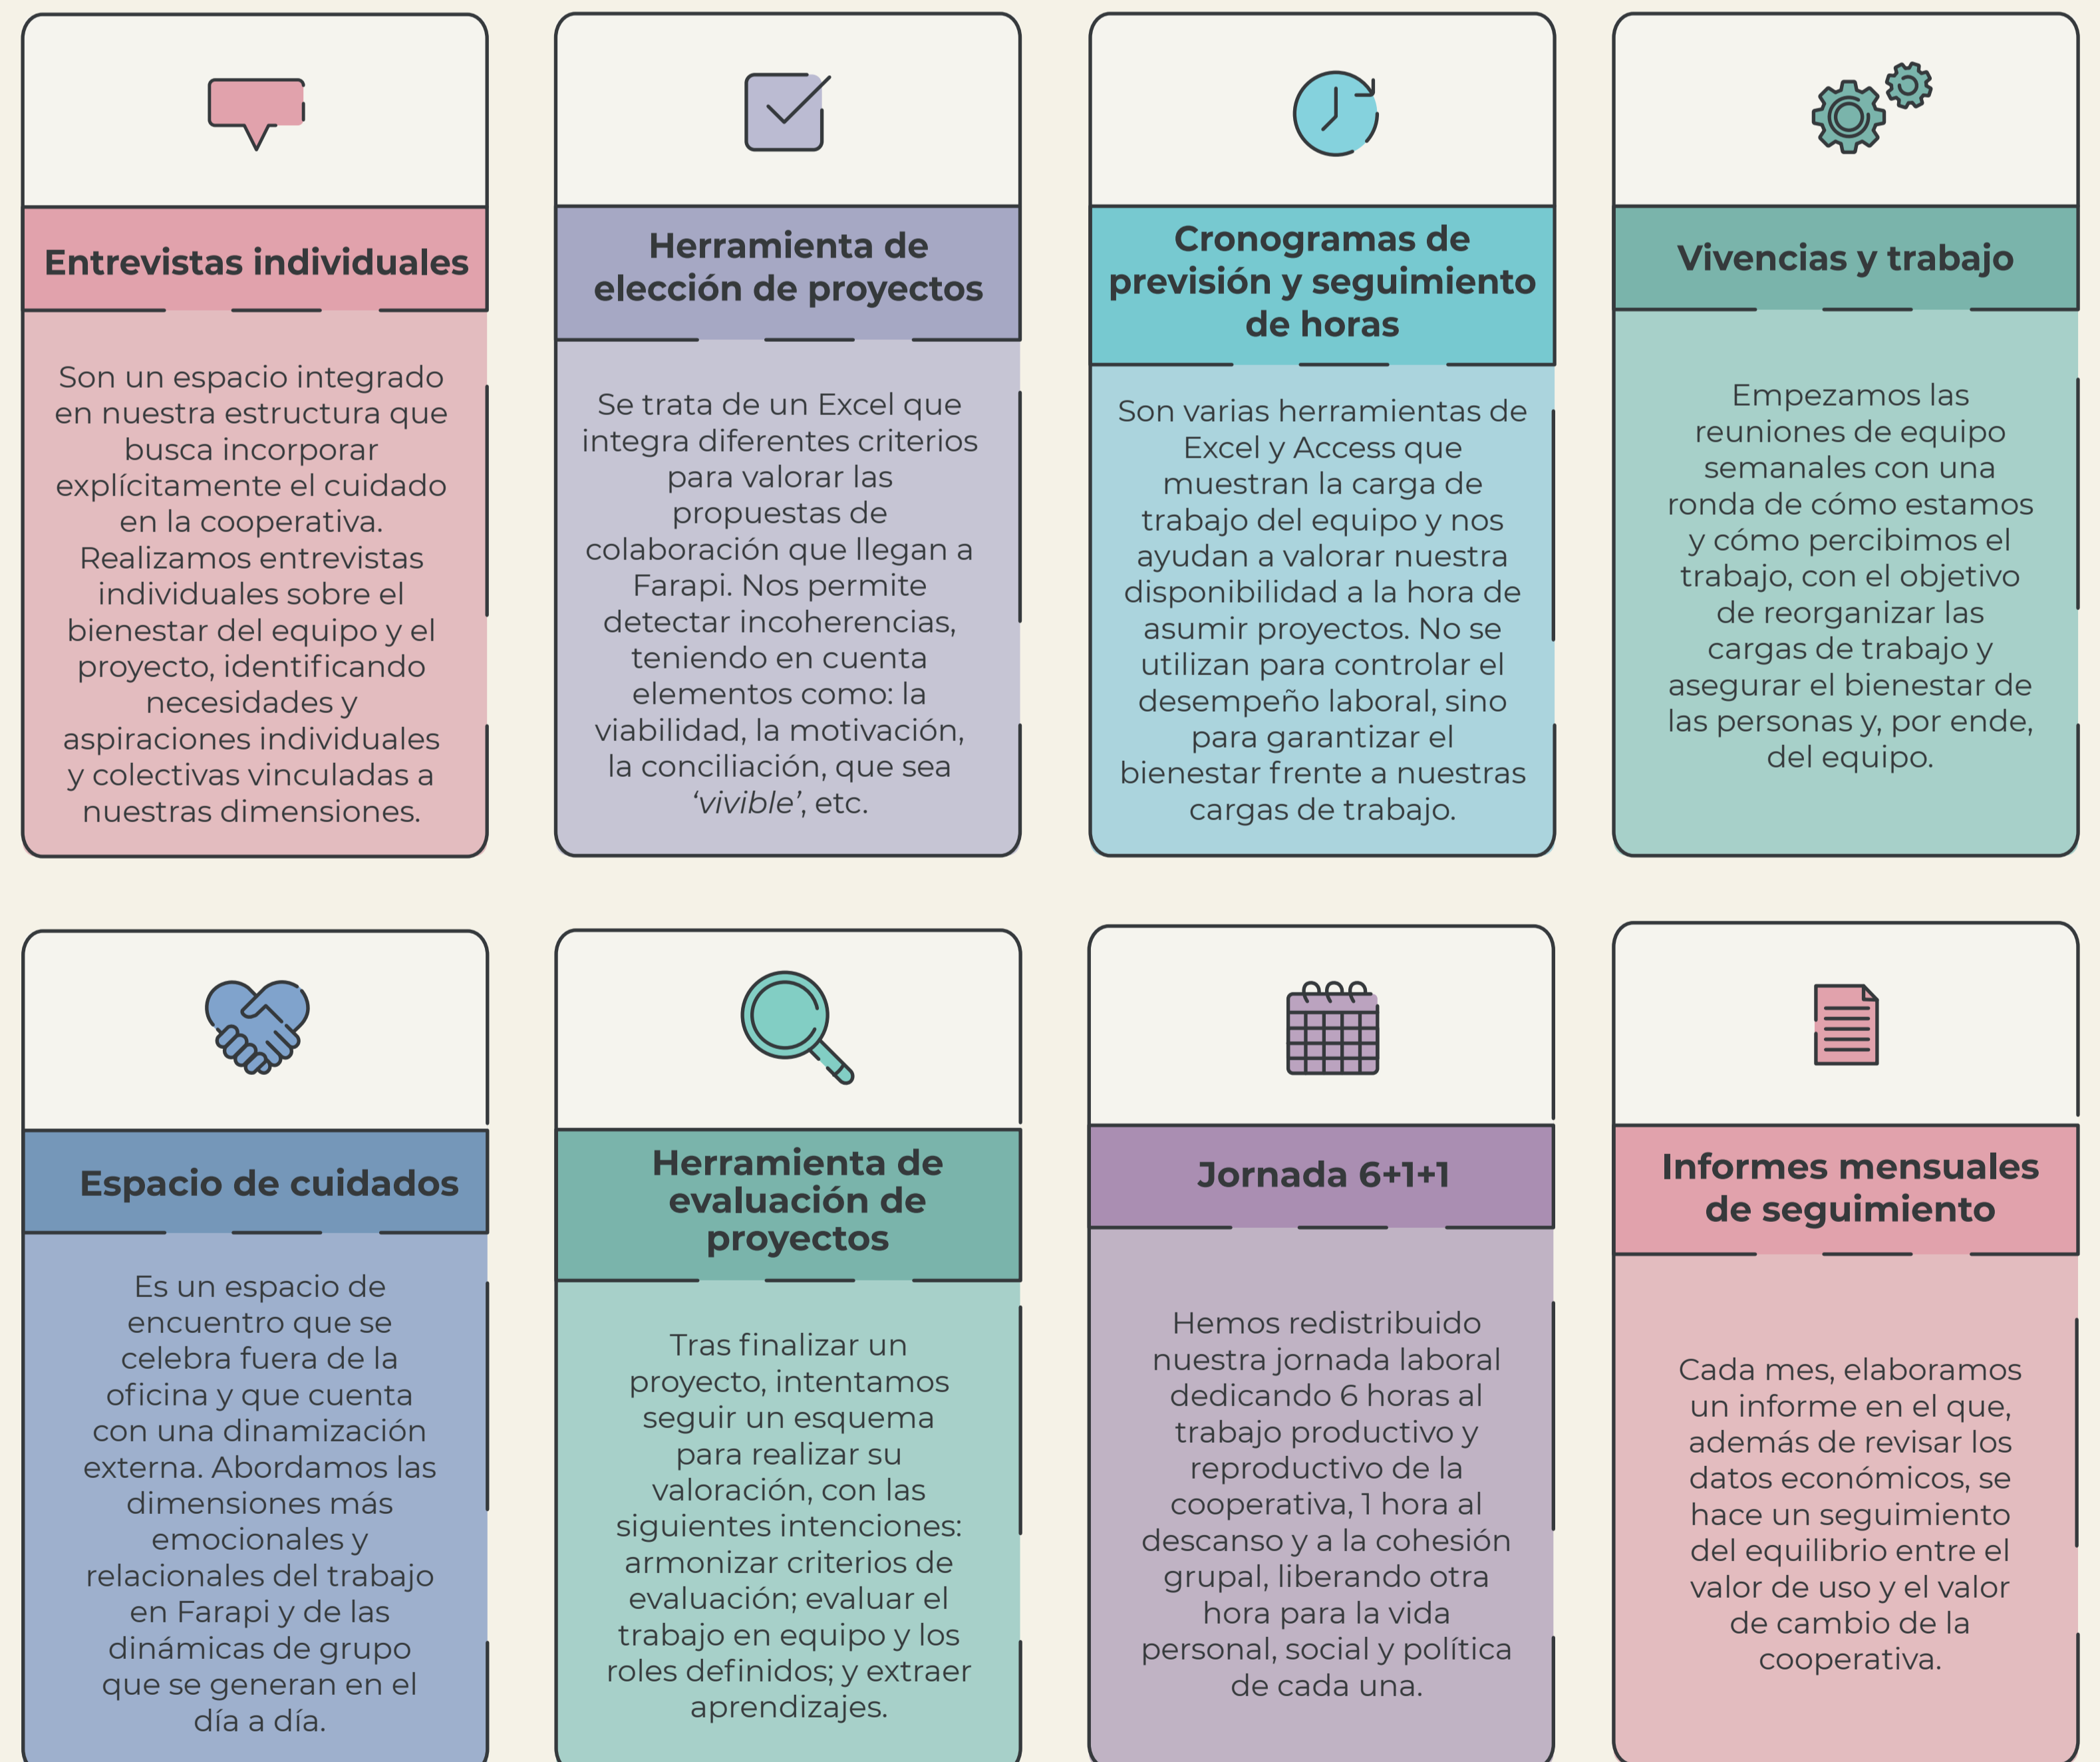 Entrevistas individuales
Son un espacio integrado
en nuestra estructura que
busca incorporar
explícitamente el cuidado
en la cooperativa.
Realizamos entrevistas
individuales sobre el
bienestar del equipo y el
proyecto, identificando
necesidades y
aspiraciones individuales
y colectivas vinculadas a
nuestras dimensiones.
Herramienta de
elección de proyectos
Se trata de un Excel que
integra diferentes criterios
para valorar las
propuestas de
colaboración que llegan a
Farapi. Nos permite
detectar incoherencias,
teniendo en cuenta
elementos como: la
viabilidad, la motivación,
la conciliación, que sea
‘vivible’, etc.
Cronogramas de
previsión y seguimiento
de horas
Son varias herramientas de
Excel y Access que
muestran la carga de
trabajo del equipo y nos
ayudan a valorar nuestra
disponibilidad a la hora de
asumir proyectos. No se
utilizan para controlar el
desempeño laboral, sino
para garantizar el
bienestar frente a nuestras
cargas de trabajo.
Vivencias y trabajo
Empezamos las
reuniones de equipo
semanales con una
ronda de cómo estamos
y cómo percibimos el
trabajo, con el objetivo
de reorganizar las
cargas de trabajo y
asegurar el bienestar de
las personas y, por ende,
del equipo.
Espacio de cuidados
Es un espacio de
encuentro que se
celebra fuera de la
oficina y que cuenta
con una dinamización
externa. Abordamos las
dimensiones más
emocionales y
relacionales del trabajo
en Farapi y de las
dinámicas de grupo
que se generan en el
día a día.
Herramienta de
evaluación de
proyectos
Tras finalizar un
proyecto, intentamos
seguir un esquema
para realizar su
valoración, con las
siguientes intenciones:
armonizar criterios de
evaluación; evaluar el
trabajo en equipo y los
roles definidos; y extraer
aprendizajes.
Jornada 6+1+1
Hemos redistribuido
nuestra jornada laboral
dedicando 6 horas al
trabajo productivo y
reproductivo de la
cooperativa, 1 hora al
descanso y a la cohesión
grupal, liberando otra
hora para la vida
personal, social y política
de cada una.
Informes mensuales
de seguimiento
Cada mes, elaboramos
un informe en el que,
además de revisar los
datos económicos, se
hace un seguimiento
del equilibrio entre el
valor de uso y el valor
de cambio de la
cooperativa.